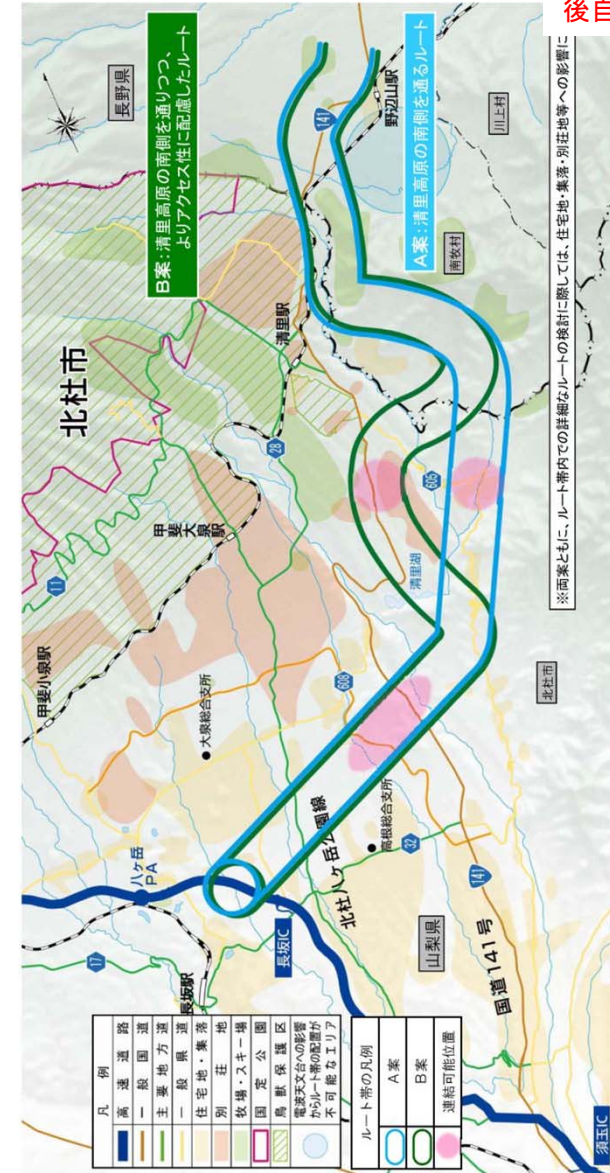 後自
長野県
B案:清里高原の南側を通りつつ、
よりアクセス性に配慮したルート
A案:清里高原の南側を通るルート
野辺山駅
141
川上村
南牧村
北杜市
清里駅
28
甲斐大泉駅
11
甲斐小泉駅
605
清里湖
608
大泉総合支所
北杜市
八ヶ岳PA
北杜八ヶ岳公園線
高根総合支所
32
長坂IC
長坂駅
17
141
山梨県
国道141号
須玉IC
※両案ともに、ルート帯内での詳細なルートの検討に際しては、住宅地・集落・別荘地等への影響に
凡例
高速道路
一般国道
主要地方道
一般県道
住宅地・集落
別荘地
牧場・スキー場
国定公園
鳥獣保護区
電波天文台への影響
からルート帯の配置が
不可能なエリア
ルート帯の凡例
A案
B案
連結可能位置